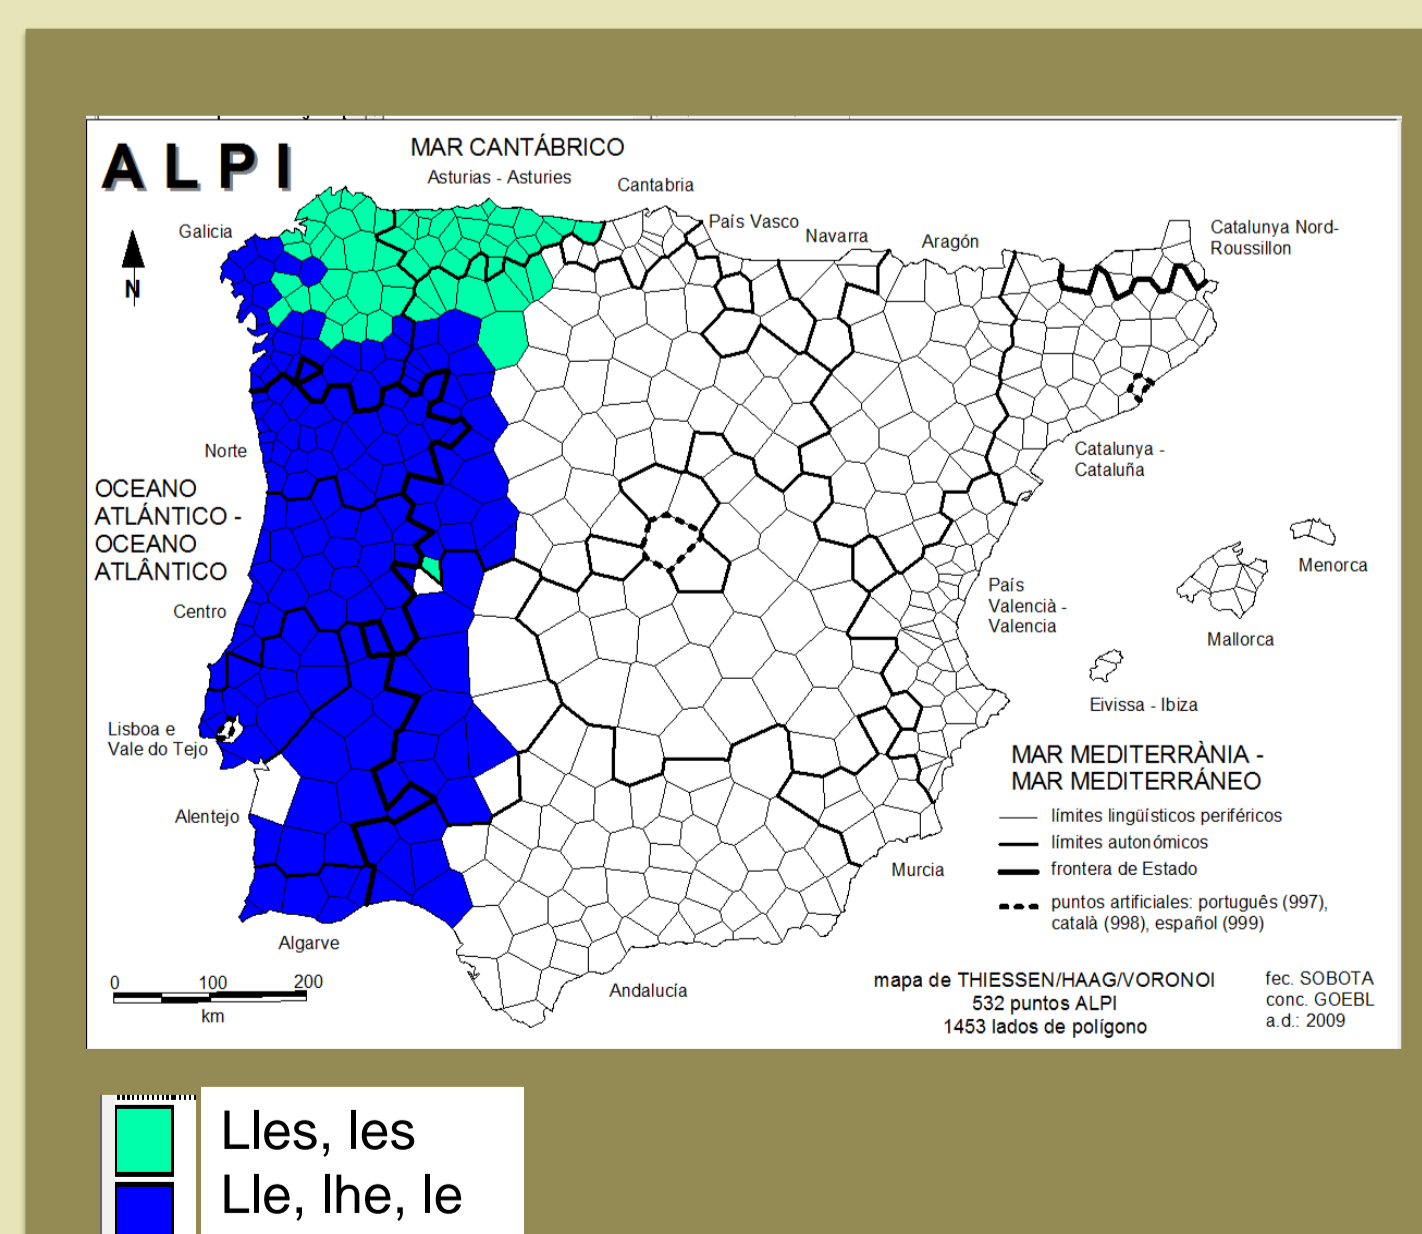 ALPI
MAR CANTÁBRICO
Asturias - Asturies
Cantabria
País Vasco
Navarra
Aragón
Catalunya Nord-
Roussillon
Galicia
N
Norte
Catalunya -
Cataluña
OCEANO
ATLÁNTICO -
OCEANO
ATLÂNTICO
Menorca
País
Valencià -
Valencia
Centro
Mallorca
Eivissa - Ibiza
Lisboa e
Vale do Tejo
MAR MEDITERRÀNIA -
MAR MEDITERRÁNEO
Alentejo
límites lingüísticos periféricos
límites autonómicos
frontera de Estado
Murcia
puntos artificiales: português (997),
català (998), español (999)
Algarve
0 100 200
km
Andalucía
mapa de THIESSEN/HAAG/VORONOI
532 puntos ALPI
1453 lados de polígono
fec. SOBOTA
conc. GOEBL
a.d.: 2009
Lles, les
Lle, lhe, le